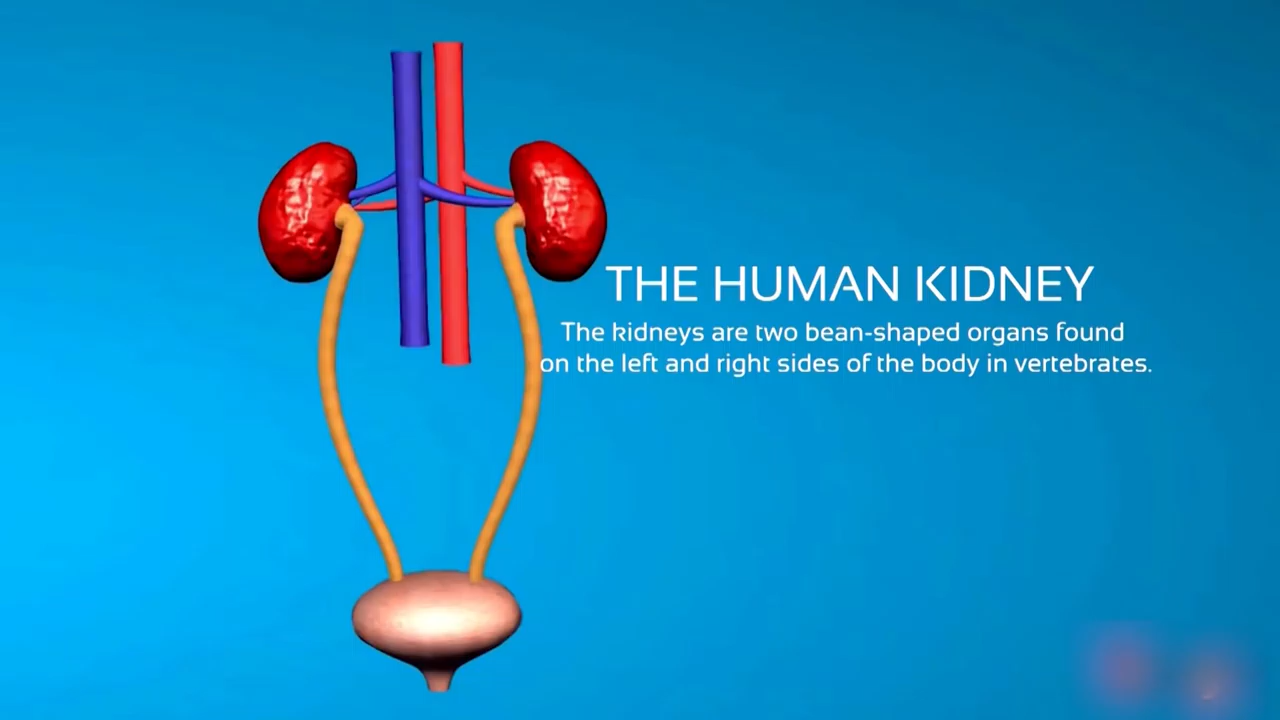 THE HUMAN KIDNEY
The kidneys are two bean-shaped organs found
on the left and right sides of the body in vertebrates.